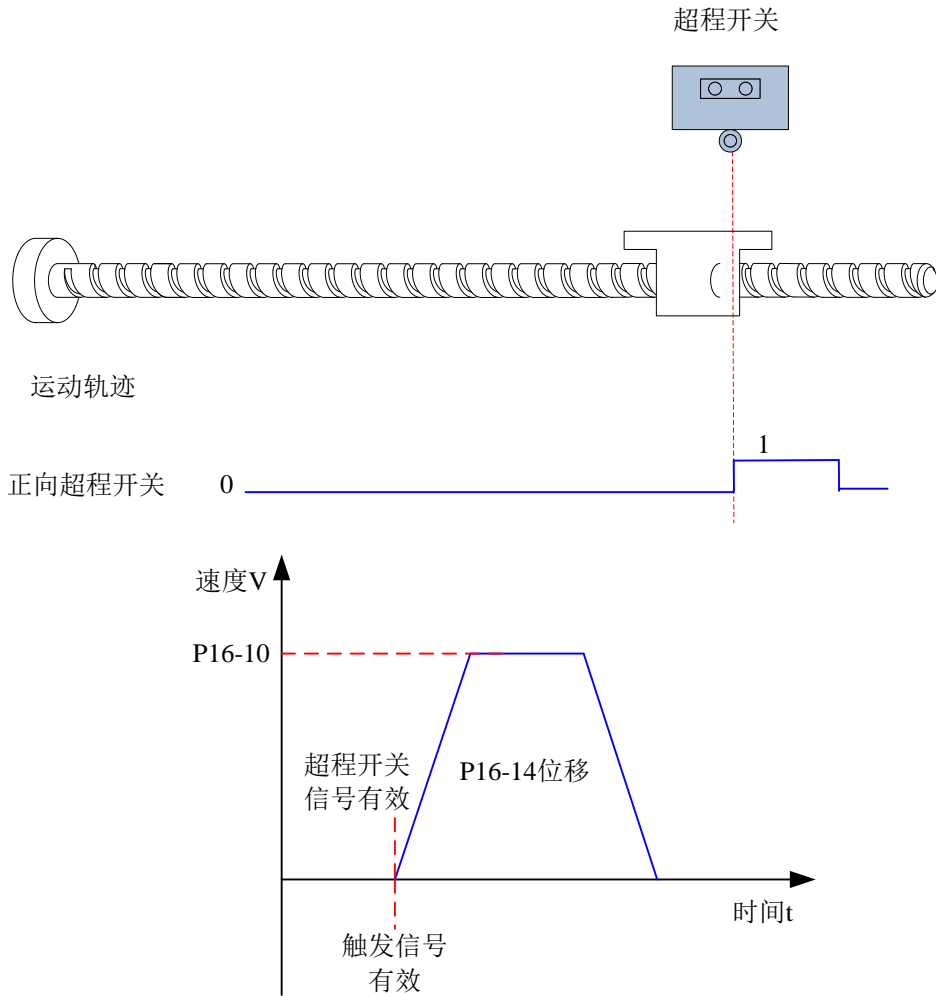 超程开关
运动轨迹
1
正向超程开关 0
速度V
P16-10
超程开关
信号有效
P16-14位移
时间t
触发信号
有效